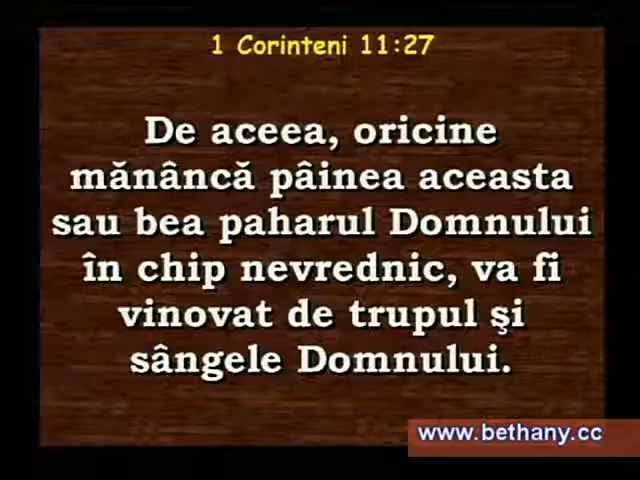 1 Corinteni 11:27
De aceea, oricine
mănâncă pâinea aceasta
sau bea paharul Domnului
în chip nevrednic, va fi
vinovat de trupul şi
sângele Domnului.
www.bethany.cc